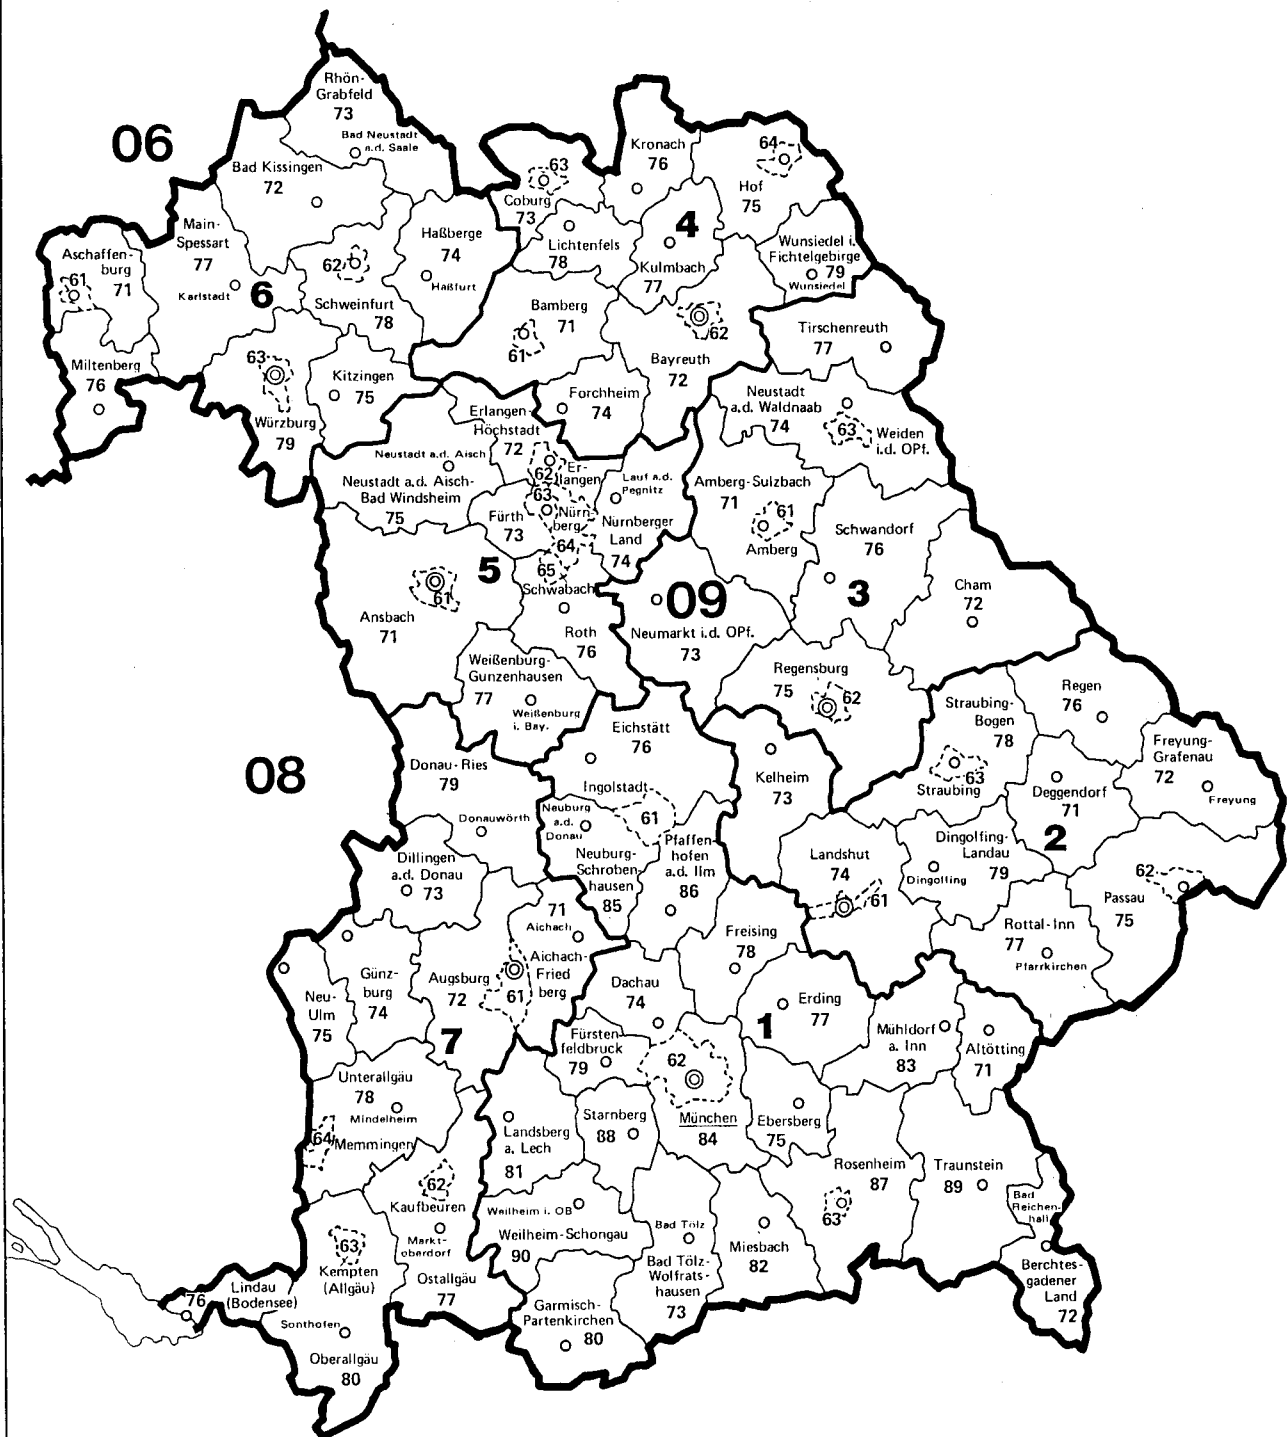 06
Rhön-
Grabfeld
73
Bad Neustadt
a.d. Saale
Bad Kissingen
72
Main-
Spessart
77
Karlstadt
6
Aschaffen-
burg
61
71
Miltenberg
76
62
Schweinfurt
78
Haßberge
74
Haßfurt
63
Würzburg
79
Kitzingen
75
63
Coburg
73
Kronach
76
64
Hof
75
Lichtenfels
78
4
Kulmbach
77
Wunsiedel i.
Fichtelgebirge
79
Wunsiedel
Bamberg
71
61
62
Bayreuth
72
Forchheim
74
Tirschenreuth
77
Neustadt
a.d. Waldnaab
74
63
Weiden
i.d. OPf.
Erlangen-
Höchstadt
72
62
Er-
langen
Neustadt a.d. Aisch
Neustadt a.d. Aisch-
Bad Windsheim
75
63
Fürth
73
Nürn-
berg
64
Lauf a.d.
Pegnitz
Nürnberger
Land
74
5
65
Schwabach
Roth
76
61
Ansbach
71
Weißenburg-
Gunzenhausen
77
Weißenburg
i. Bay.
Amberg-Sulzbach
71
61
Amberg
Schwandorf
76
3
Cham
72
09
Neumarkt i.d. OPf.
73
Regensburg
75
62
Straubing-
Bogen
78
63
Straubing
Regen
76
Freyung-
Grafenau
72
Freyung
Deggendorf
71
2
08
Donau-Ries
79
Donauwörth
Eichstätt
76
Ingolstadt
61
Neuburg
a.d.
Donau
Neuburg-
Schroben-
hausen
85
Pfaffen-
hofen
a.d. Ilm
86
Kelheim
73
Landshut
74
61
Dingolfing-
Landau
79
Dingolfing
62
Passau
75
Rottal-Inn
77
Pfarrkirchen
Dillingen
a.d. Donau
73
71
Aichach
Aichach-
Fried
berg
Augsburg
72
61
Günz-
burg
74
Neu-
Ulm
75
7
Freising
78
Dachau
74
Erding
77
1
Mühldorf
a. Inn
83
Altötting
71
Fürsten-
feldbruck
79
62
München
84
Ebersberg
75
Starnberg
88
Landsberg
a. Lech
81
Unterallgäu
78
Mindelheim
64
Memmingen
62
Kaufbeuren
Markt-
oberdorf
Ostallgäu
77
63
Kempten
(Allgäu)
Lindau
(Bodensee)
76
Sonthofen
Oberallgäu
80
Weilheim i. OB
Weilheim-Schongau
90
Garmisch-
Partenkirchen
80
Bad Tölz
Bad Tölz-
Wolfrats-
hausen
73
Miesbach
82
Rosenheim
87
63
Traunstein
89
Bad
Reichen-
hall
Berchtes-
gadener
Land
72